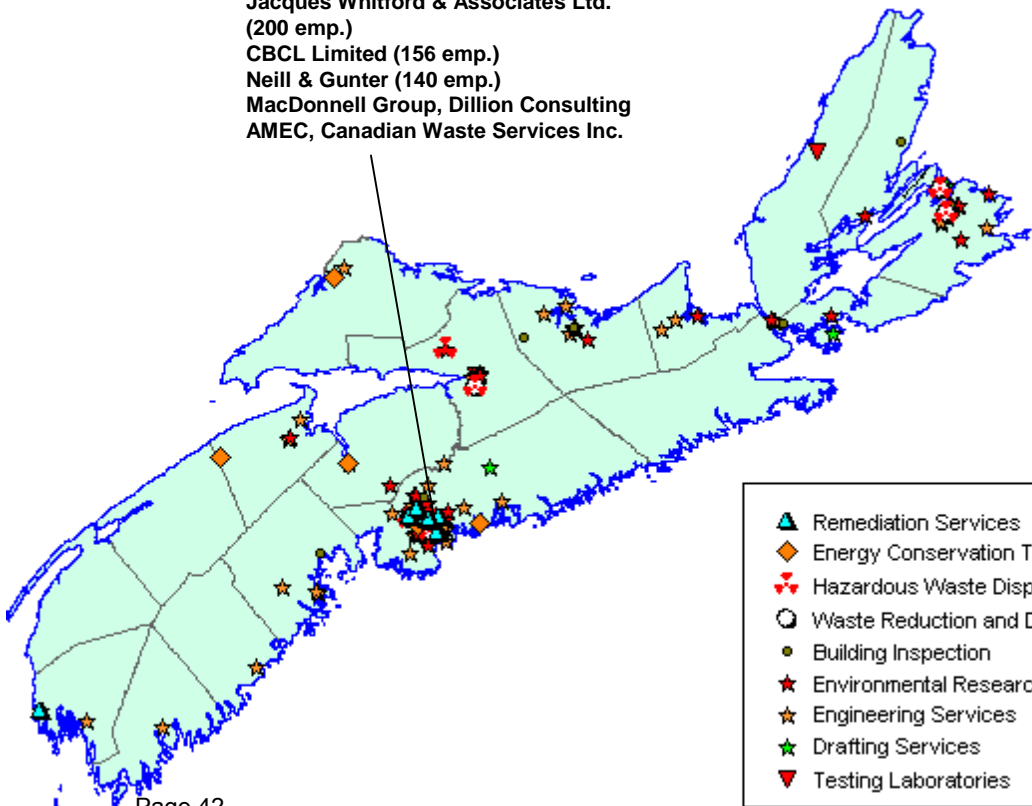 Jacques Whitford & Associates Ltd.
(200 emp.)
CBCL Limited (156 emp.)
Neill & Gunter (140 emp.)
MacDonnell Group, Dillion Consulting
AMEC, Canadian Waste Services Inc.
Remediation Services
Energy Conservation T
Hazardous Waste Disp
Waste Reduction and D
Building Inspection
Environmental Researc
Engineering Services
Drafting Services
Testing Laboratories
Page 42